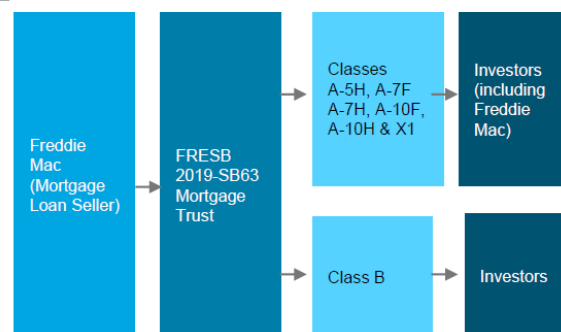 Freddie
Mac
(Mortgage
Loan Seller)
FRESB
2019-SB63
Mortgage
Trust
Classes
A-5H, A-7F
A-7H, A-10F,
A-10H & X1
Investors
(including
Freddie
Mac)
Class B
Investors